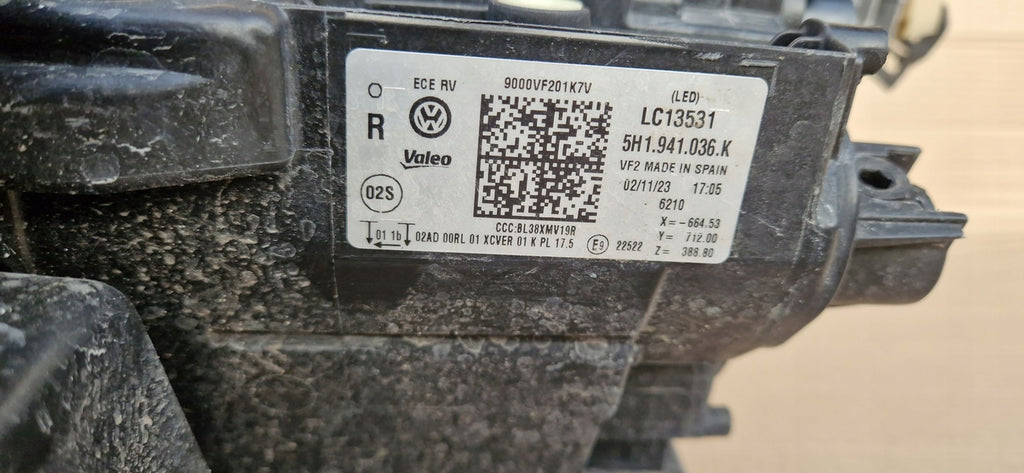 O
R
ECE RV
Valeo
02S
01 1b
9000VF201K7V
CCC:BL38XMV19R
02AD 00RL 01 XCVER 01 K PL 17.5
E9 22522
(LED)
LC13531
5H1.941.036.K
VF2 MADE IN SPAIN
02/11/23 17:05
6210
X= -664.53
Y= 712.00
Z= 388.80